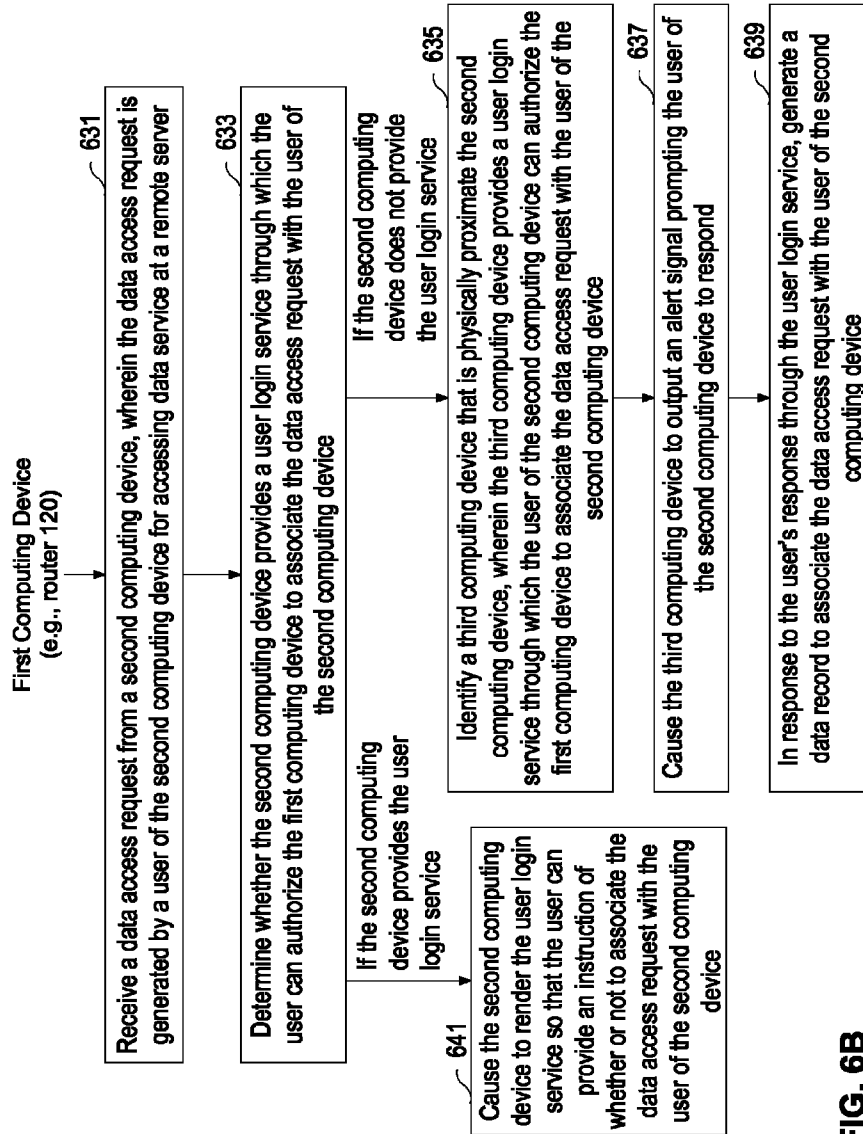 First Computing Device
(e.g., router 120)
631
Receive a data access request from a second computing device, wherein the data access request is
generated by a user of the second computing device for accessing data service at a remote server
633
Determine whether the second computing device provides a user login service through which the
user can authorize the first computing device to associate the data access request with the user of
the second computing device
If the second computing
device provides the user
login service
If the second computing
device does not provide
the user login service
641
Cause the second computing
device to render the user login
service so that the user can
provide an instruction of
whether or not to associate the
data access request with the
user of the second computing
device
635
Identify a third computing device that is physically proximate the second
computing device, wherein the third computing device provides a user login
service through which the user of the second computing device can authorize the
first computing device to associate the data access request with the user of the
second computing device
637
Cause the third computing device to output an alert signal prompting the user of
the second computing device to respond
639
In response to the user's response through the user login service, generate a
data record to associate the data access request with the user of the second
computing device
FIG. 6B